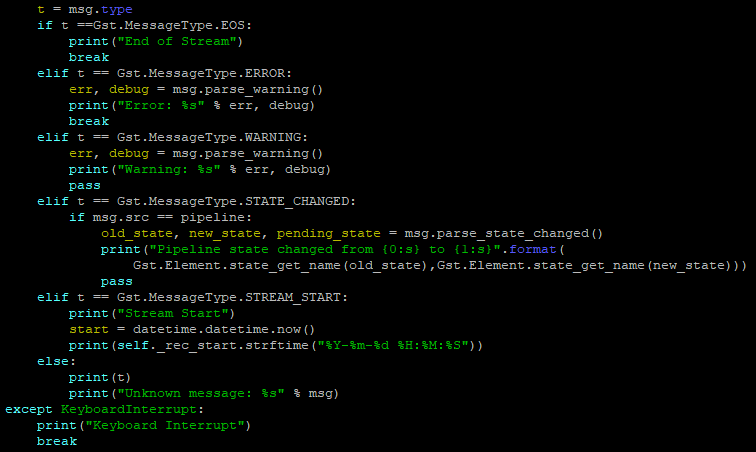 t = msg.type
if t ==Gst.MessageType.EOS:
print("End of Stream")
break
elif t == Gst.MessageType.ERROR:
err, debug = msg.parse_warning()
print("Error: %s" % err, debug)
break
elif t == Gst.MessageType.WARNING:
err, debug = msg.parse_warning()
print("Warning: %s" % err, debug)
pass
elif t == Gst.MessageType.STATE_CHANGED:
if msg.src == pipeline:
old_state, new_state, pending_state = msg.parse_state_changed()
print("Pipeline state changed from {0:s} to {1:s}".format(
Gst.Element.state_get_name(old_state),Gst.Element.state_get_name(new_state)))
pass
elif t == Gst.MessageType.STREAM_START:
print("Stream Start")
start = datetime.datetime.now()
print(self._rec_start.strftime("%Y-%m-%d %H:%M:%S"))
else:
print(t)
print("Unknown message: %s" % msg)
except KeyboardInterrupt:
print("Keyboard Interrupt")
break